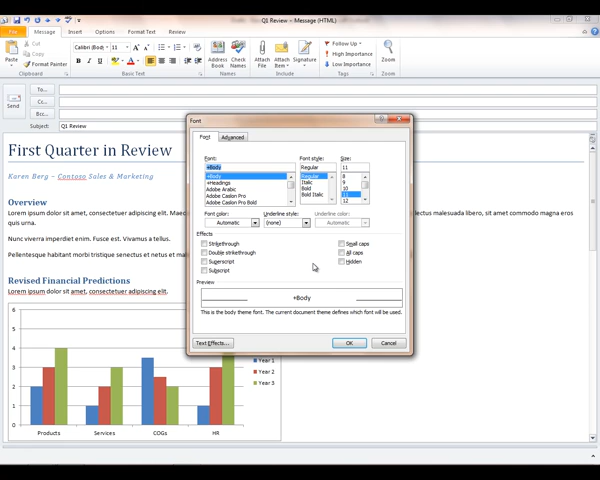 Q1 Review - Message (HTML)
File
Message
Insert
Options
Format Text
Review
Cut
Copy
Paste
Format Painter
Clipboard
Calibri (Bod
11
Basic Text
Address Book
Check Names
Names
Attach File
Attach Item
Signature
Include
Follow Up
High Importance
Low Importance
Tags
Zoom
Zoom
Send
To...
Cc...
Bcc...
Subject:
Q1 Review
First Quarter in Review
Karen Berg – Contoso Sales & Marketing
Overview
Lorem ipsum dolor sit amet, consectetuer adipiscing elit. Maec
malesuada libero, sit amet commodo magna eros
quis urna.
Nunc viverra imperdiet enim. Fusce est. Vivamus a tellus.
Pellentesque habitant morbi tristique senectus et netus et mal
Revised Financial Predictions
Lorem ipsum dolor sit amet, consectetuer adipiscing elit.
6
5
4
3
2
1
0
Products
Services
COGs
HR
Year 1
Year 2
Year 3
Font
Font
Advanced
Font:
+Body
+Body
+Headings
Adobe Arabic
Adobe Caslon Pro
Adobe Caslon Pro Bold
Font style:
Regular
Regular
Italic
Bold
Bold Italic
Size:
11
8
9
10
11
12
Font color:
Automatic
Underline style:
(none)
Underline color:
Automatic
Effects
Strikethrough
Double strikethrough
Superscript
Subscript
Small caps
All caps
Hidden
Preview
+Body
This is the body theme font. The current document theme defines which font will be used.
Text Effects...
OK
Cancel